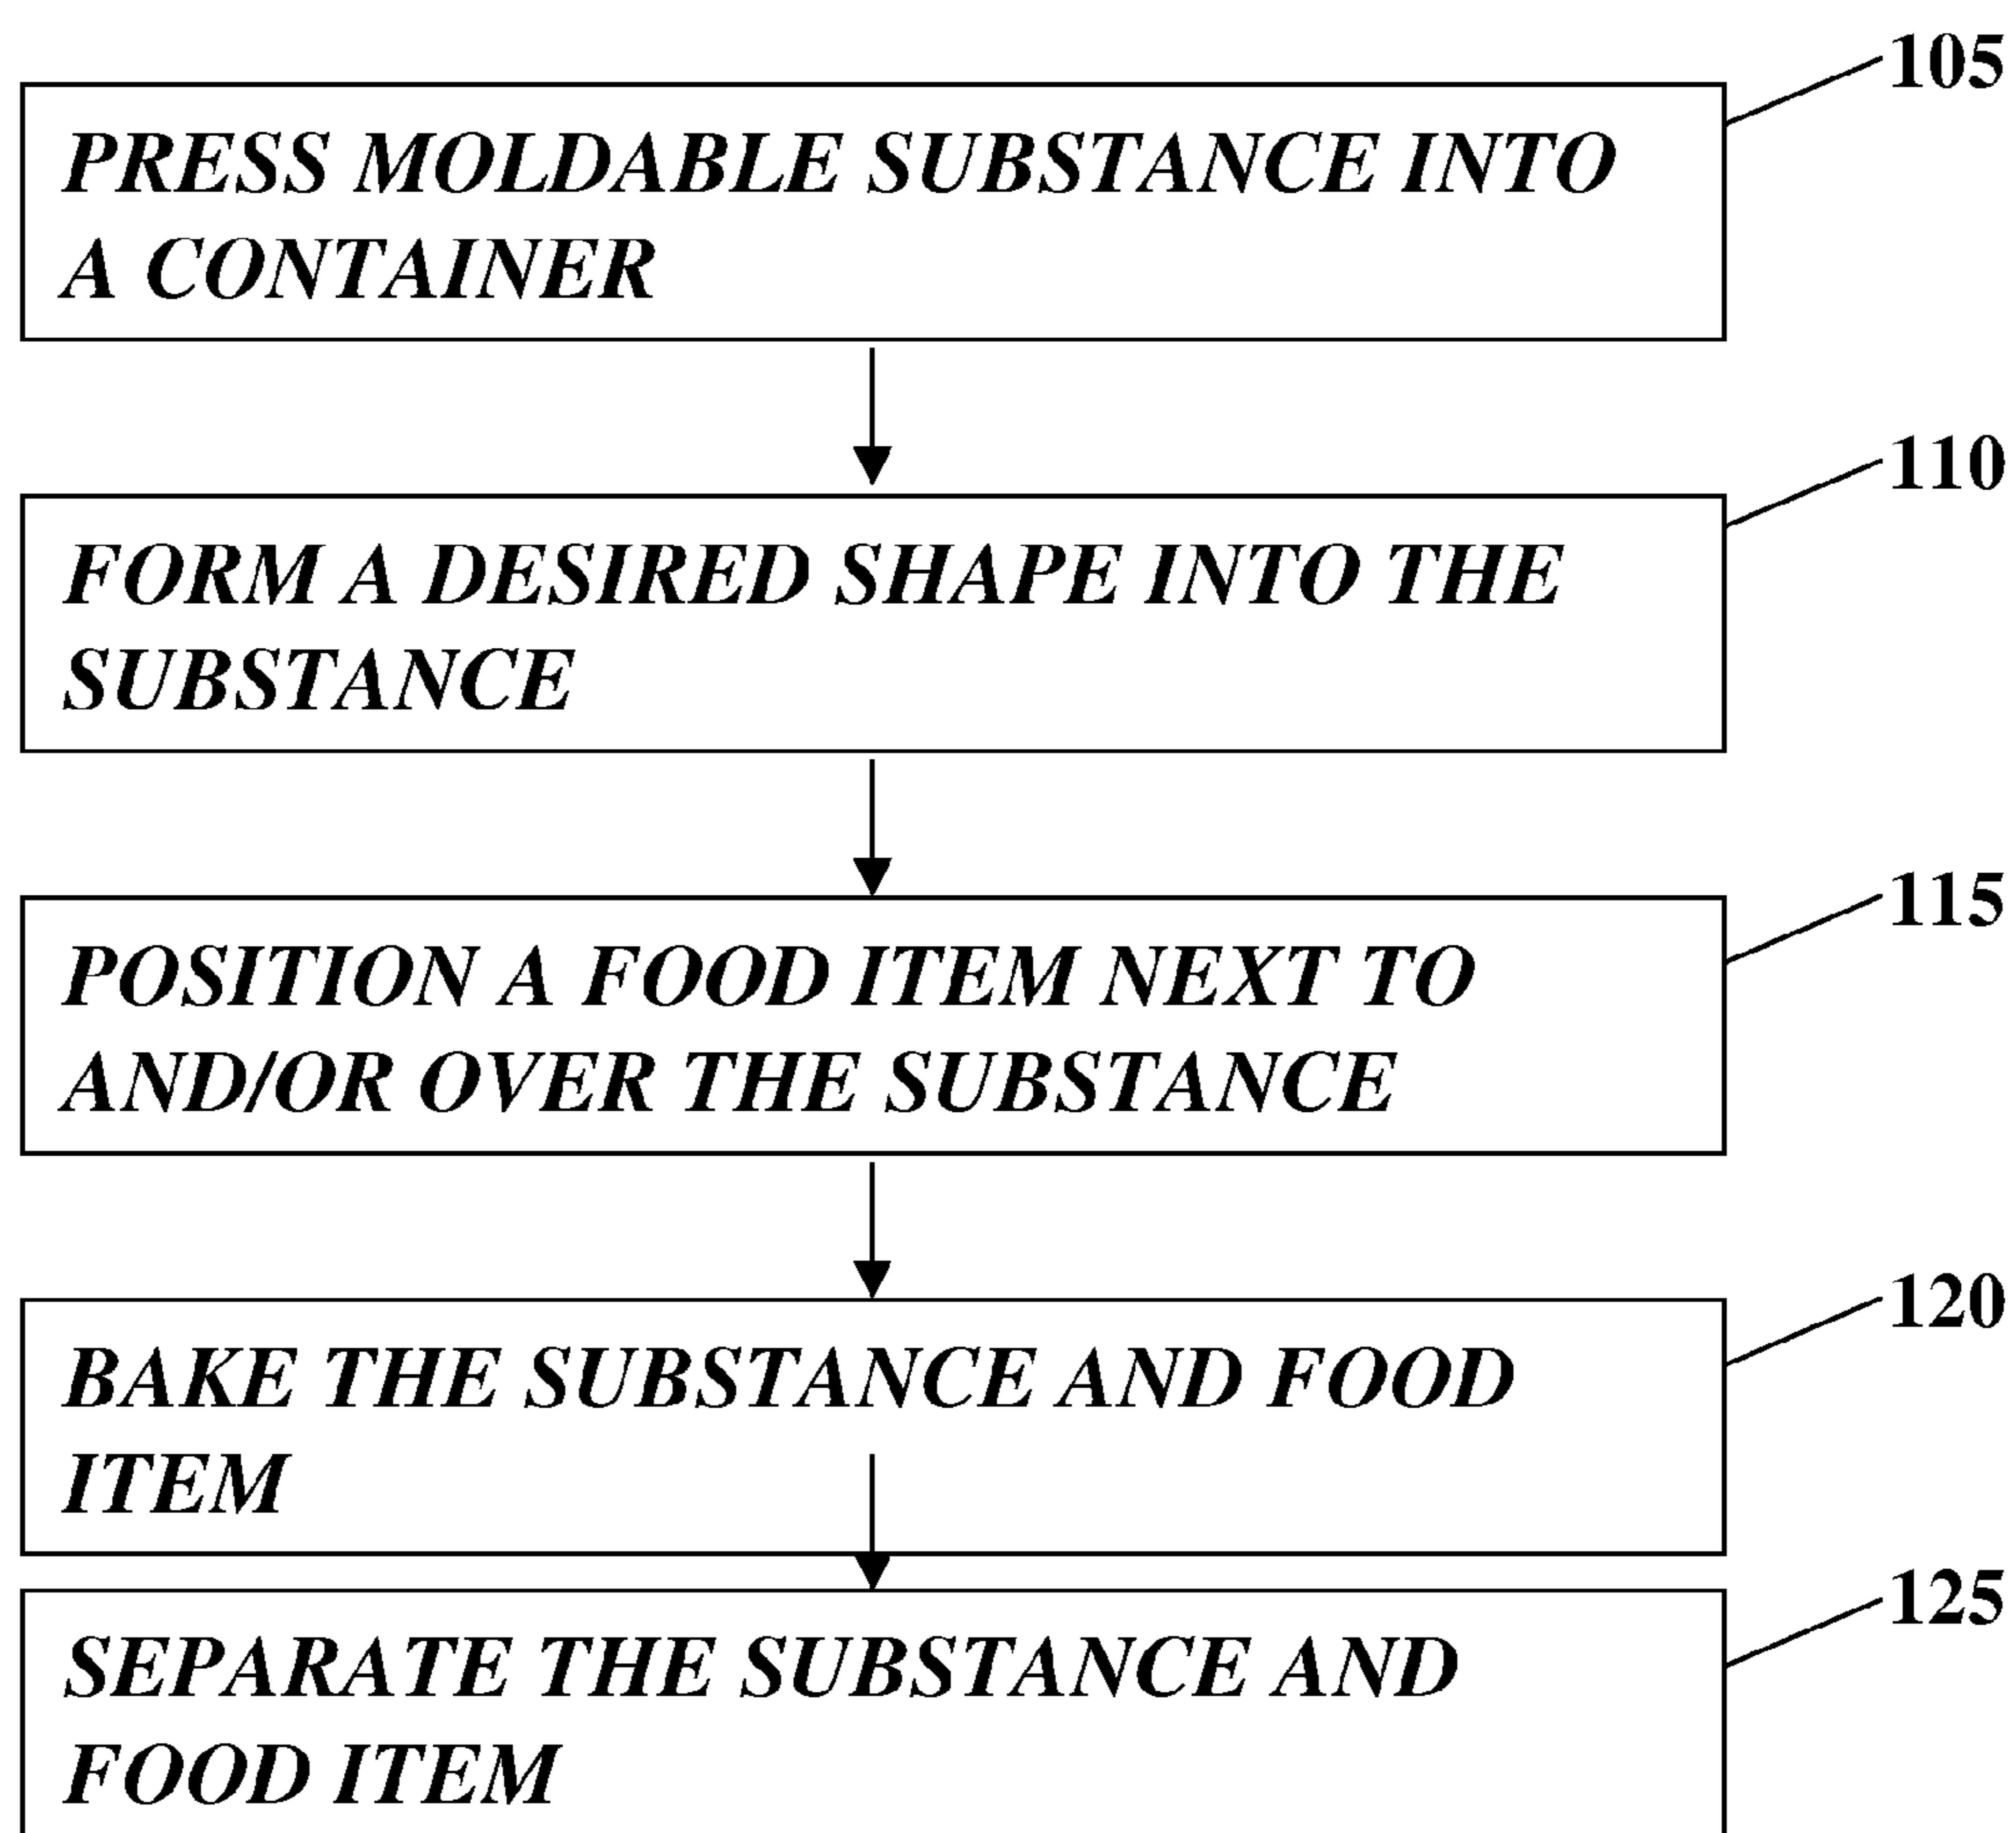 105
PRESS MOLDABLE SUBSTANCE INTO
A CONTAINER
110
FORM A DESIRED SHAPE INTO THE
SUBSTANCE
115
POSITION A FOOD ITEM NEXT TO
AND/OR OVER THE SUBSTANCE
120
BAKE THE SUBSTANCE AND FOOD
ITEM
125
SEPARATE THE SUBSTANCE AND
FOOD ITEM